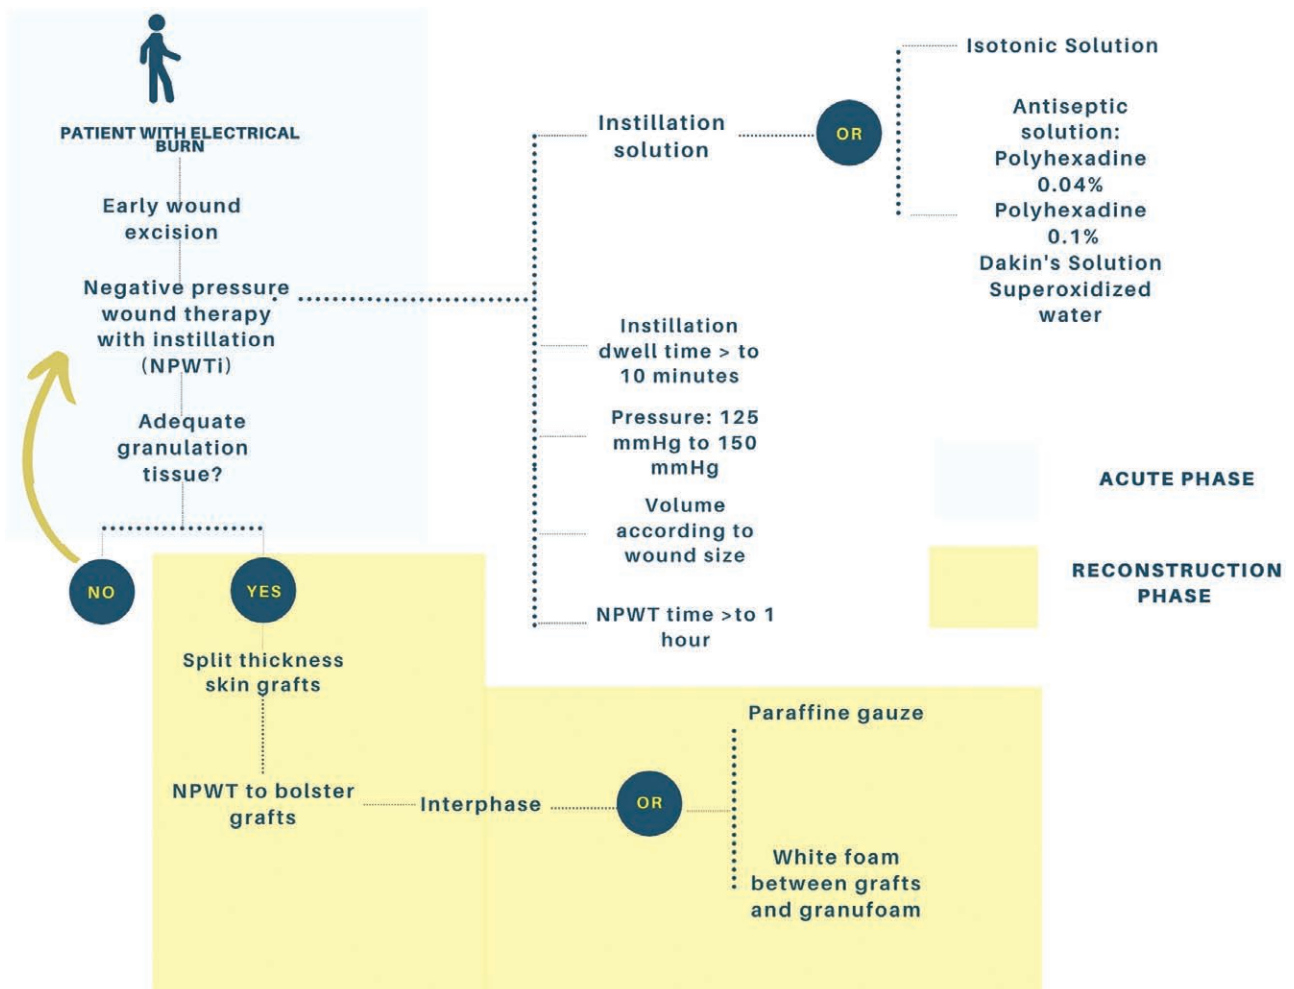 PATIENT WITH ELECTRICAL
BURN
Early wound
excision
Negative pressure
wound therapy
with instillation
(NPWTi)
Adequate
granulation
tissue?
NO
YES
Split thickness
skin grafts
NPWT to bolster
grafts
Interphase
OR
Paraffine gauze
White foam
between grafts
and granufoam
Instillation
solution
OR
Isotonic Solution
Antiseptic
solution:
Polyhexadine
0.04%
Polyhexadine
0.1%
Dakin's Solution
Superoxidized
water
Instillation
dwell time > to
10 minutes
Pressure: 125
mmHg to 150
mmHg
Volume
according to
wound size
NPWT time >to 1
hour
ACUTE PHASE
RECONSTRUCTION
PHASE